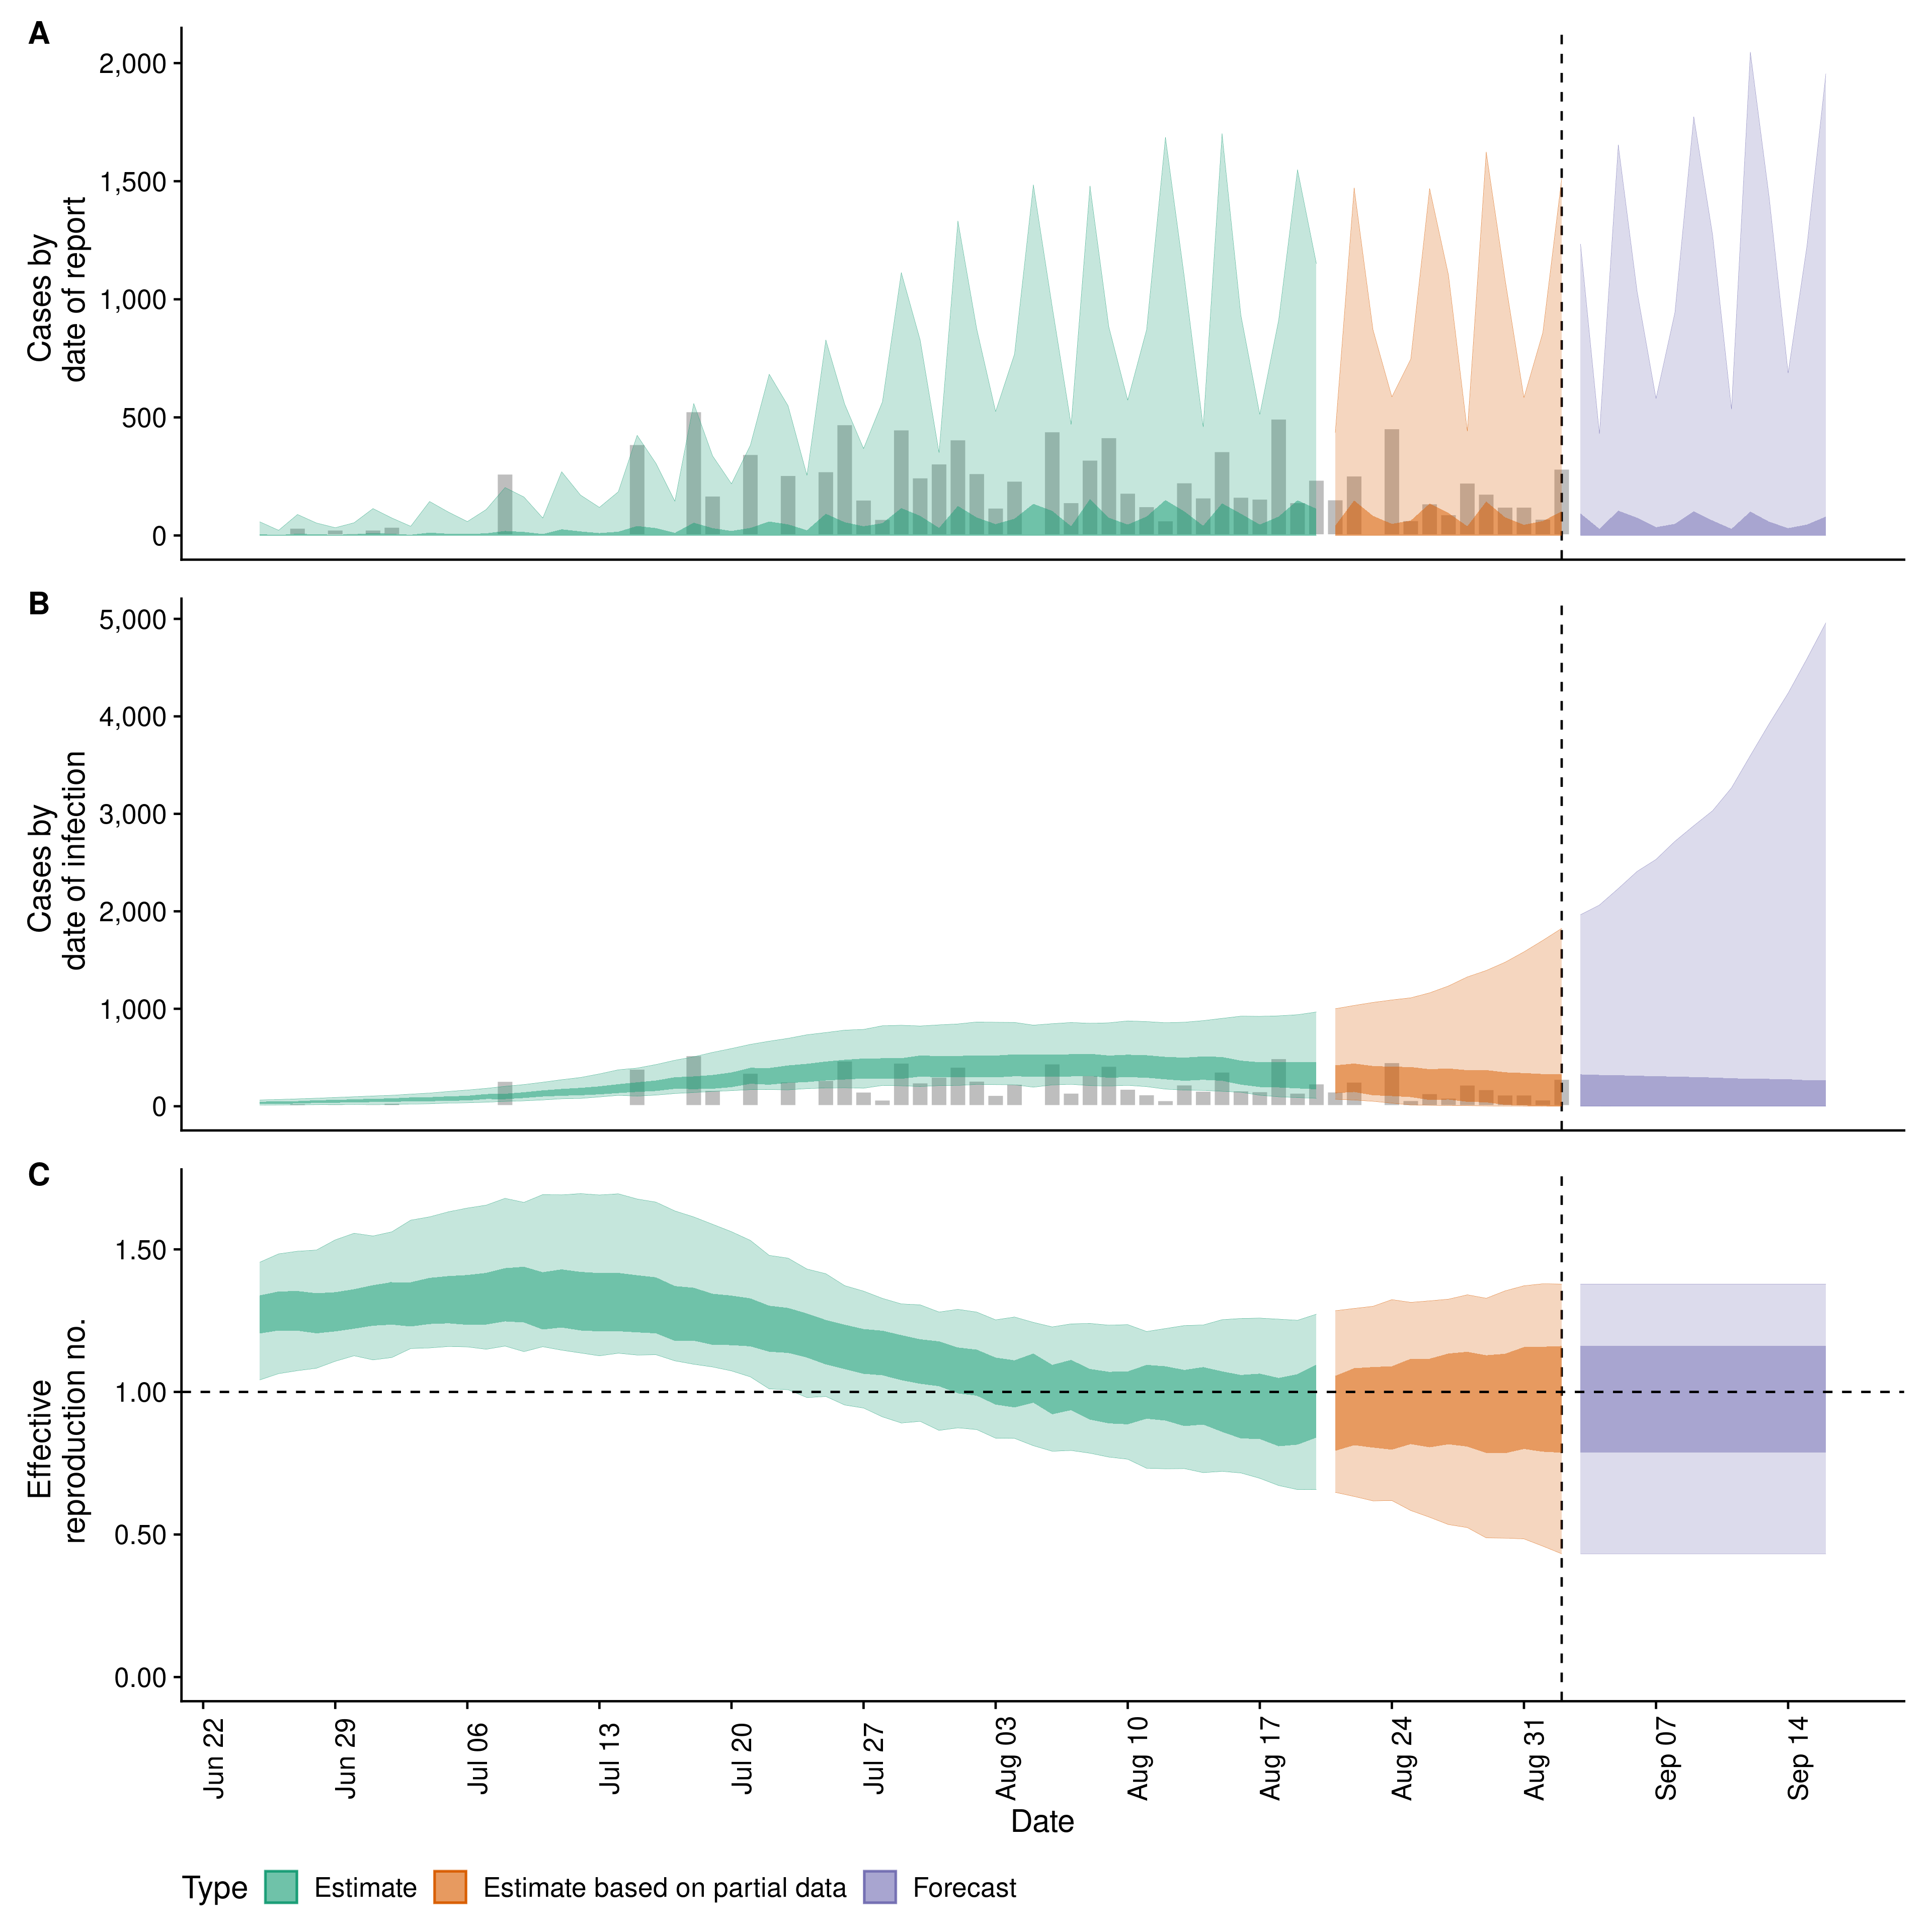 A
2,000
1,500
1,000
500
0
Cases by
date of report
B
5,000
4,000
3,000
2,000
1,000
0
Cases by
date of infection
C
1.50
1.00
0.50
0.00
Effective
reproduction no.
Jun 22
Jun 29
Jul 06
Jul 13
Jul 20
Jul 27
Aug 03
Aug 10
Aug 17
Aug 24
Aug 31
Sep 07
Sep 14
Date
Type Estimate Estimate based on partial data Forecast